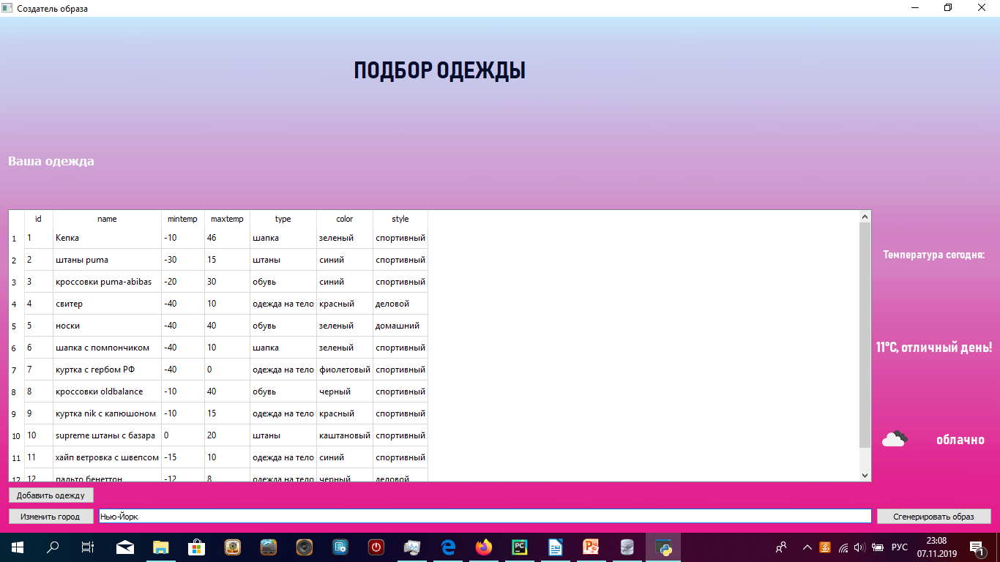 Создатель образа
ПОДБОР ОДЕЖДЫ
Ваша одежда
id name mintemp maxtemp type color style
1 1 Кепка -10 46 шапка зеленый спортивный
2 2 штаны puma -30 15 штаны синий спортивный
3 3 кроссовки puma-abibas -20 30 обувь синий спортивный
4 4 свитер -40 10 одежда на тело красный деловой
5 5 носки -40 40 обувь зеленый домашний
6 6 шапка с помпончиком -40 10 шапка зеленый спортивный
7 7 куртка с гербом РФ -40 0 одежда на тело фиолетовый спортивный
8 8 кроссовки oldbalance -10 40 обувь черный спортивный
9 9 куртка nik с капюшоном -10 15 одежда на тело красный спортивный
10 10 supreme штаны с базара 0 20 штаны каштановый спортивный
11 11 хайп ветровка с швепсом -15 10 одежда на тело синий спортивный
12 12 пальто бенеттон -12 8 одежда на тело черный деловой
Температура сегодня:
11°C, отличный день!
облачно
Добавить одежду
Изменить город
Нью-Йорк
Сгенерировать образ
РУС
23:08
07.11.2019
1